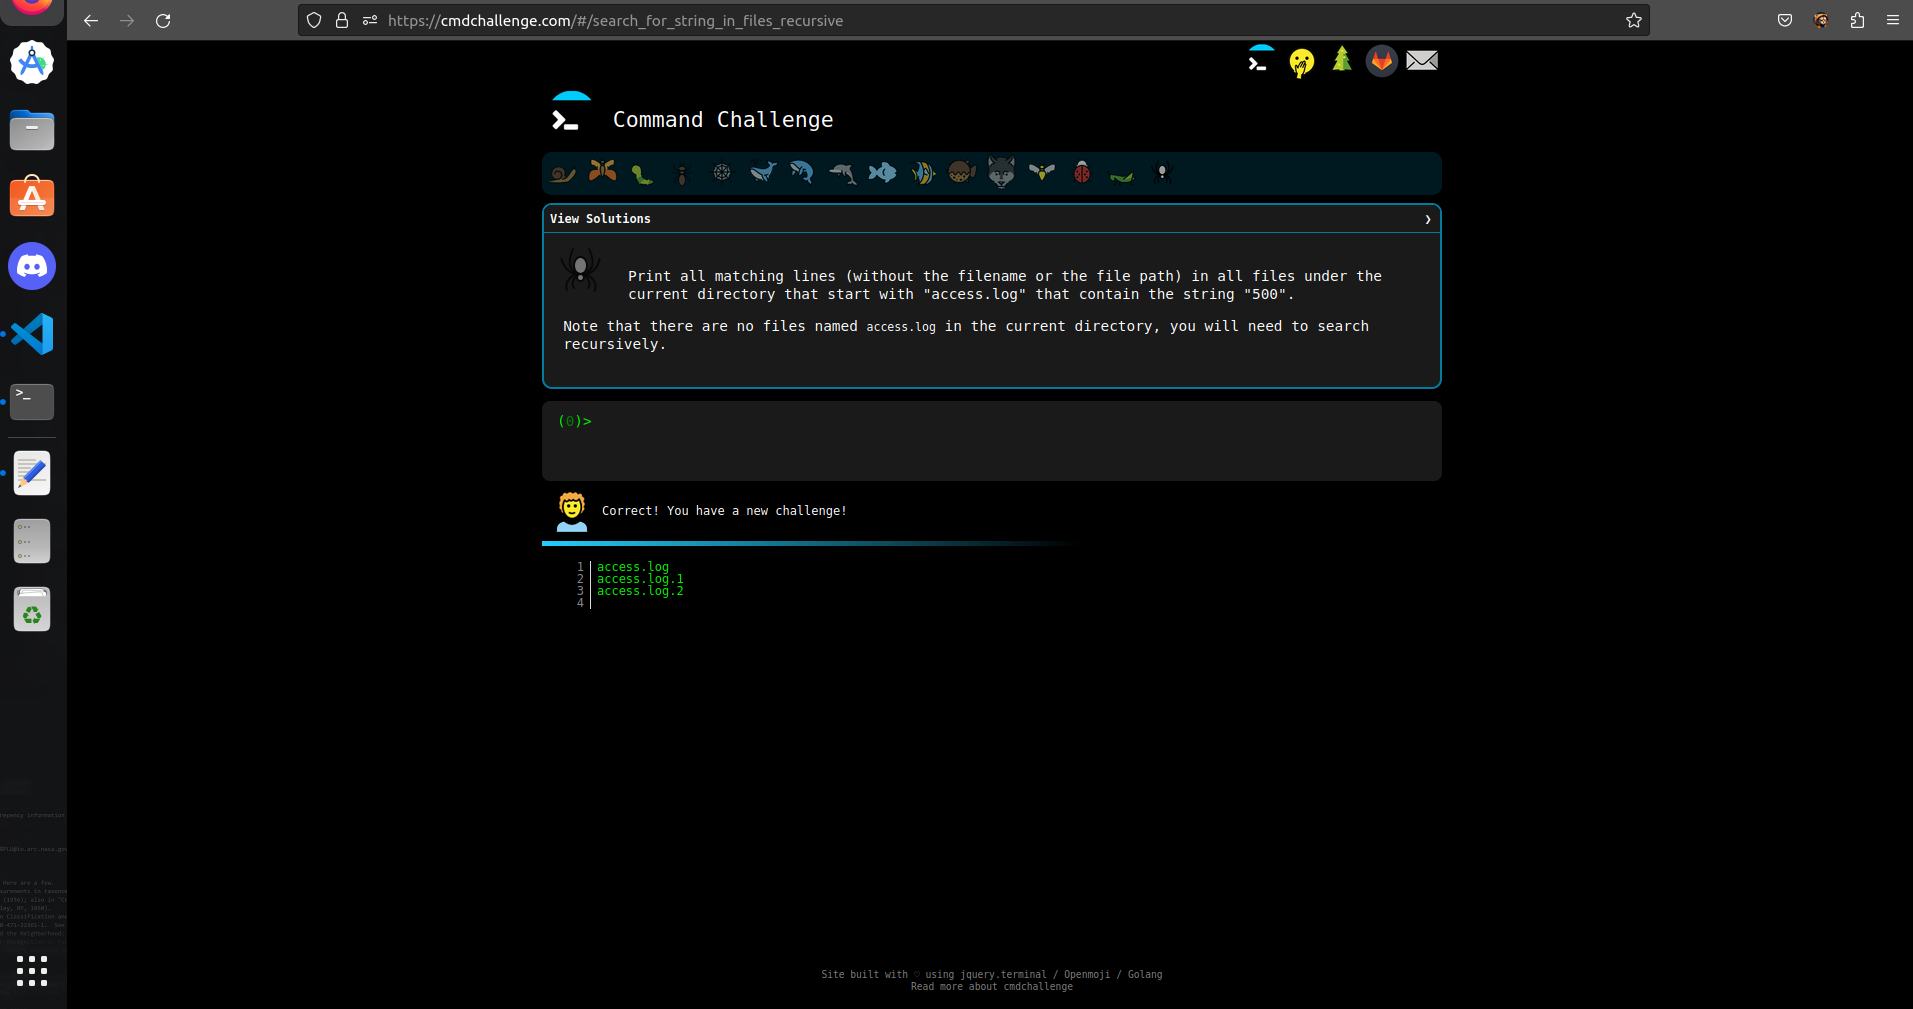 https://cmdchallenge.com/#/search_for_string_in_files_recursive
Command Challenge
View Solutions
Print all matching lines (without the filename or the file path) in all files under the
current directory that start with "access.log" that contain the string "500".
Note that there are no files named access.log in the current directory, you will need to search
recursively.
(0)>
Correct! You have a new challenge!
1 access.log
2 access.log.1
3 access.log.2
4
Site built with ♡ using jquery.terminal / Openmoji / Golang
Read more about cmdchallenge